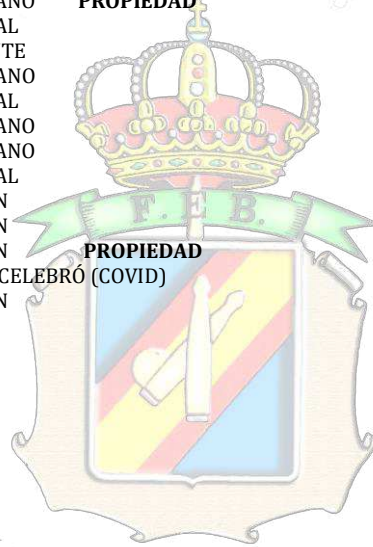 ANO PROPIEDAD
AL
TE
ANO
AL
ANO
ANO
AL
N
N
N PROPIEDAD
CELEBRÓ (COVID)
N
F. E B.